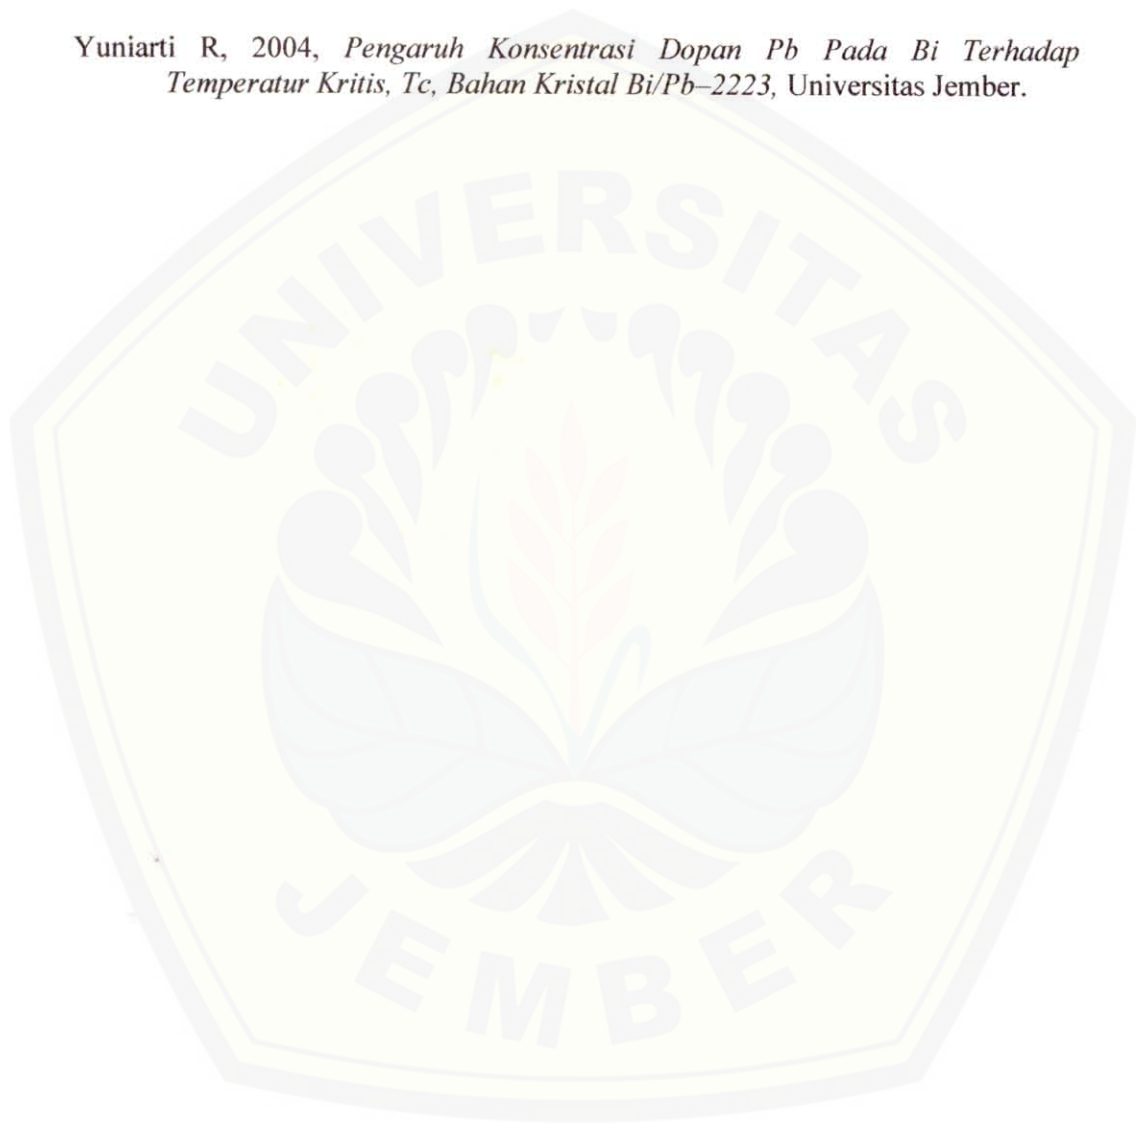 Yuniarti R, 2004, Pengaruh Konsentrasi Dopan Pb Pada Bi Terhadap
Temperatur Kritis, Tc, Bahan Kristal Bi/Pb–2223, Universitas Jember.
UNIVERSITAS
JEMBER